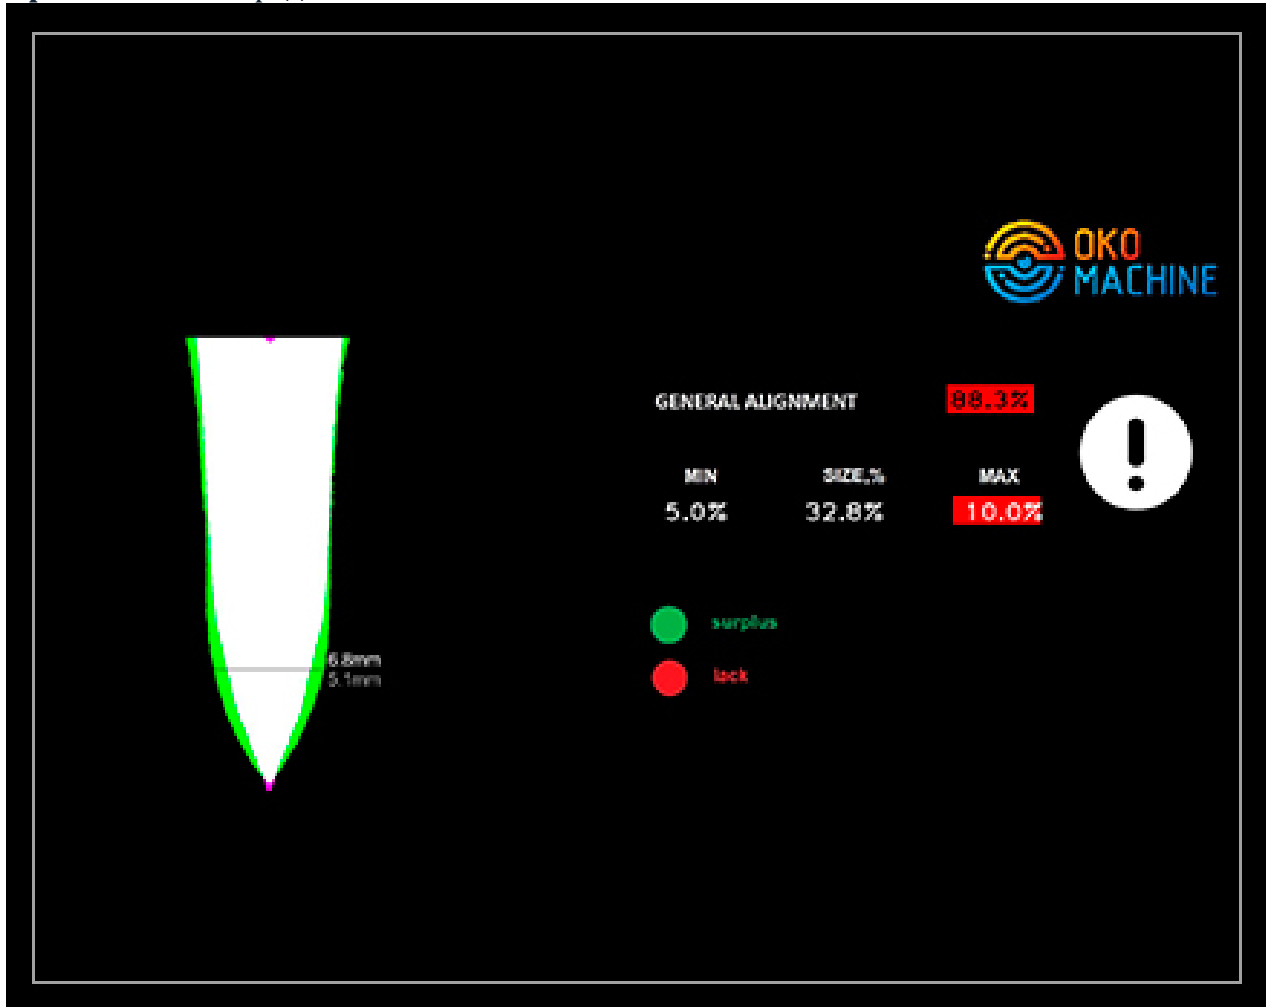 OKO
MACHINE
GENERAL ALIGNMENT 88.3%
MIN SIZE,% MAX
5.0% 32.8% 10.0%
surplus
6.8mm
lack
5.1mm